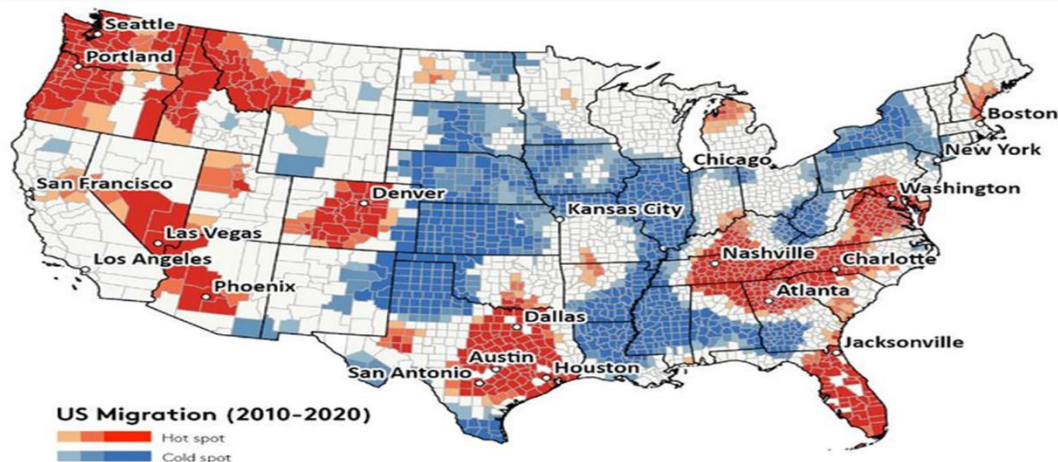 Seattle
Portland
Boston
New York
Chicago
San Francisco
Denver
Washington
Kansas City
Las Vegas
Nashville
Charlotte
Los Angeles
Phoenix
Atlanta
Dallas
Jacksonville
Austin
San Antonio
Houston
US Migration (2010-2020)
Hot spot
Cold spot